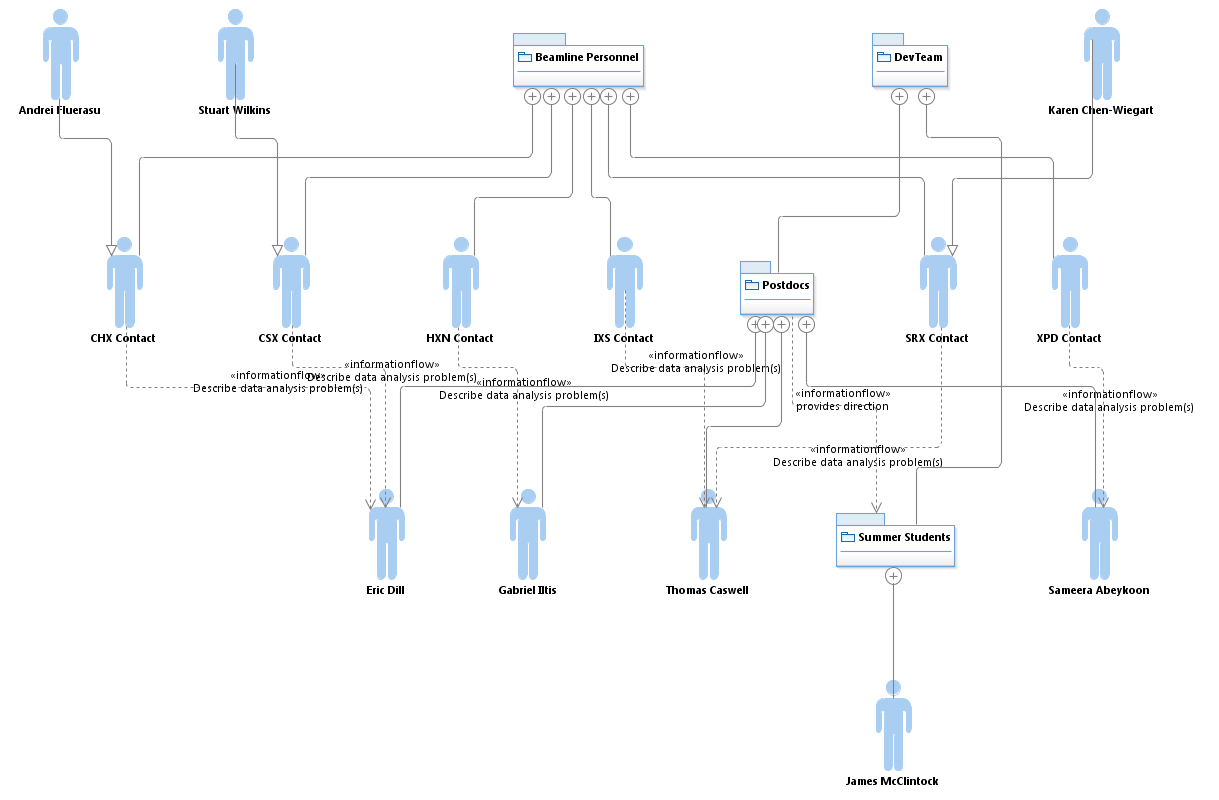 Beamline Personnel
DevTeam
Andrei Fluerasu
Stuart Wilkins
Karen Chen-Wiegart
Postdocs
CHX Contact
CSX Contact
HXN Contact
IXS Contact
SRX Contact
XPD Contact
«informationflow»
Describe data analysis problem(s)
«informationflow»
Describe data analysis problem(s)
«informationflow»
Describe data analysis problem(s)
«informationflow»
Describe data analysis problem(s)
«informationflow»
provides direction
«informationflow»
Describe data analysis problem(s)
«informationflow»
Describe data analysis problem(s)
Summer Students
Eric Dill
Gabriel Iltis
Thomas Caswell
Sameera Abeykoon
James McClintock